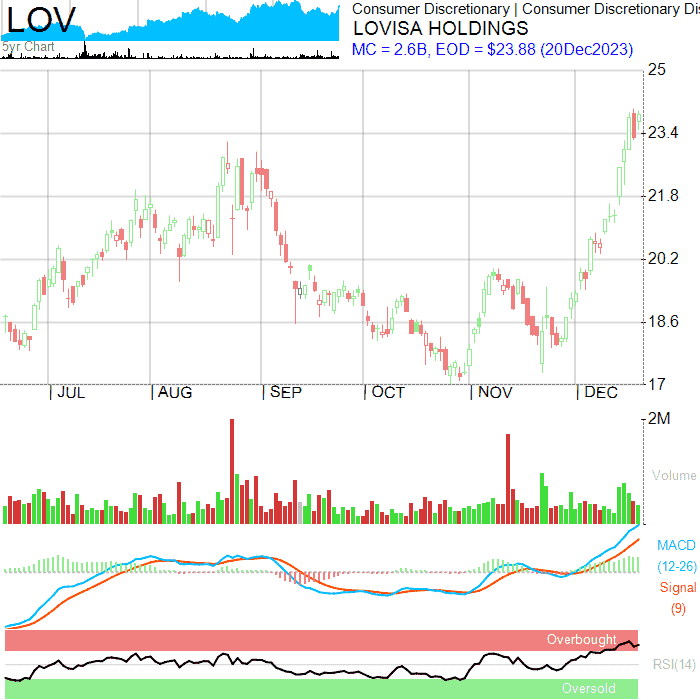 LOV
5yr Chart
Consumer Discretionary | Consumer Discretionary Dis
LOVISA HOLDINGS
MC = 2.6B, EOD = $23.88 (20Dec2023)
25
23.4
21.8
20.2
18.6
17
| JUL | AUG | SEP | OCT | NOV | DEC
2M
Volume
MACD
(12-26)
Signal
(9)
Overbought
RSI(14)
Oversold